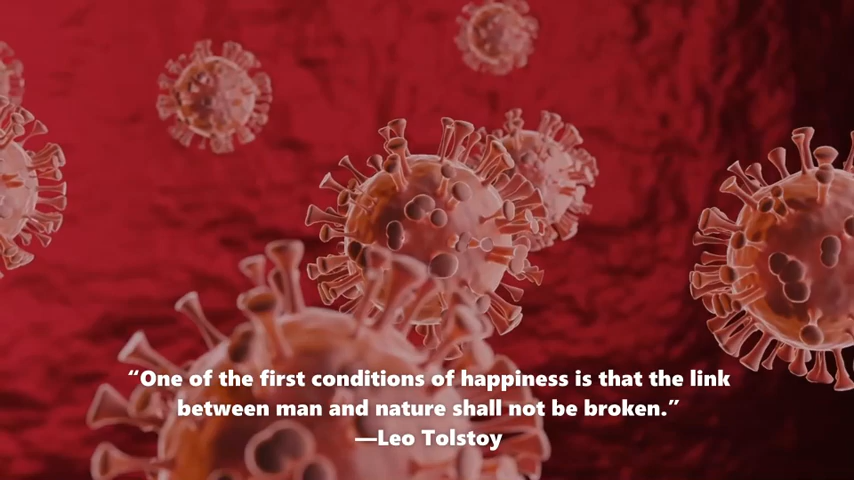 “One of the first conditions of happiness is that the link
between man and nature shall not be broken.”
—Leo Tolstoy